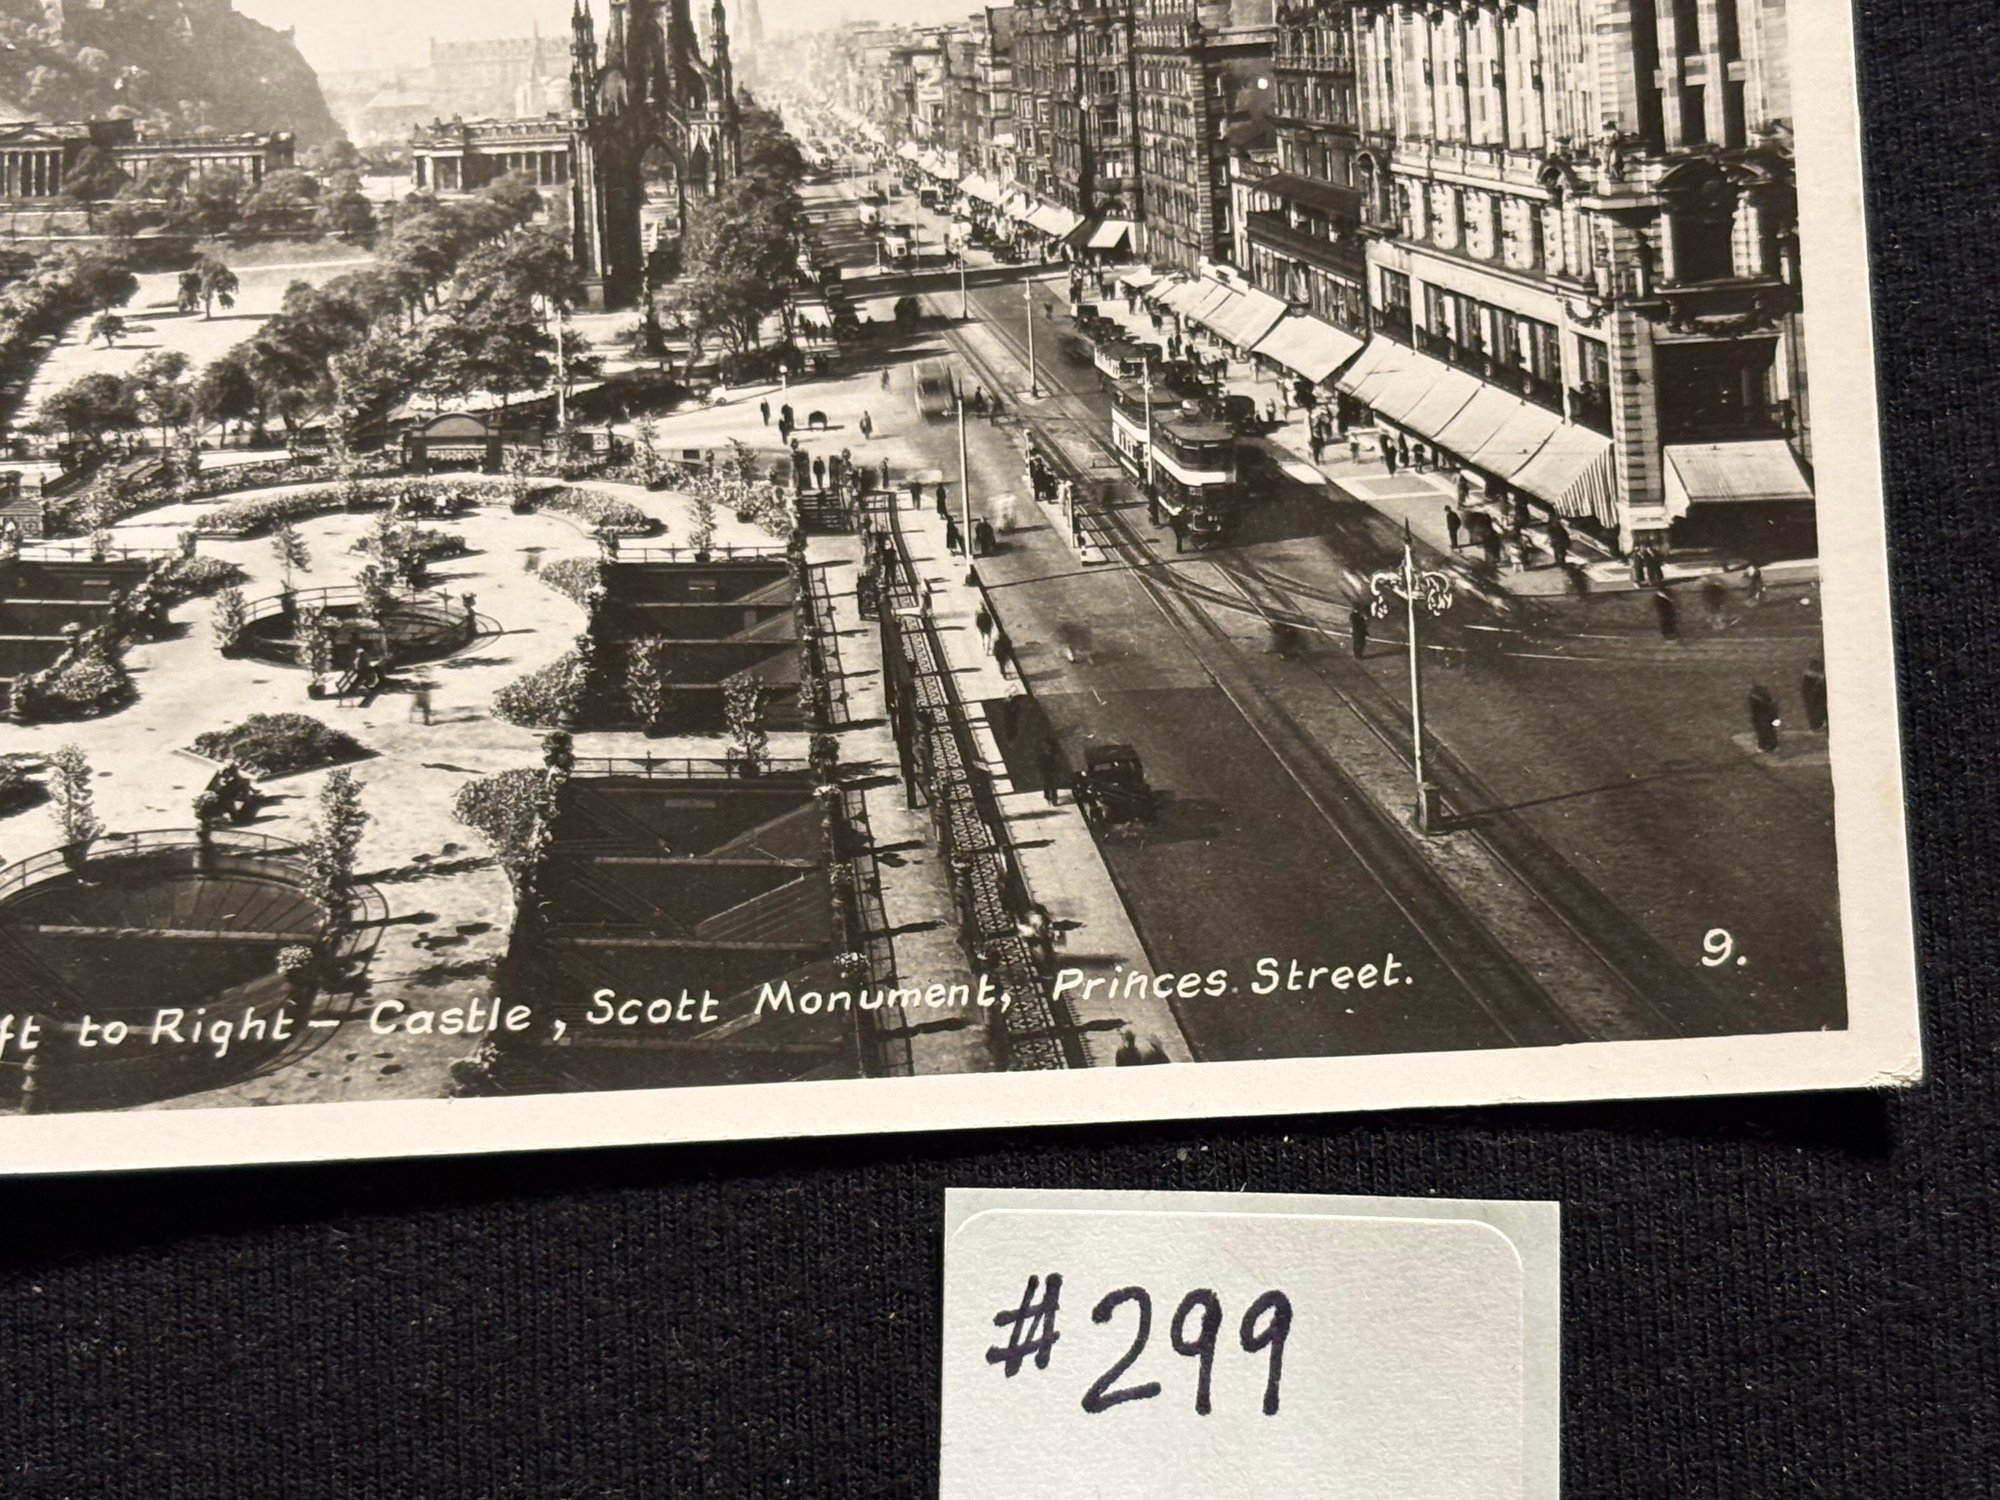 ft to Right – Castle, Scott Monument, Princes Street.
9.
#299